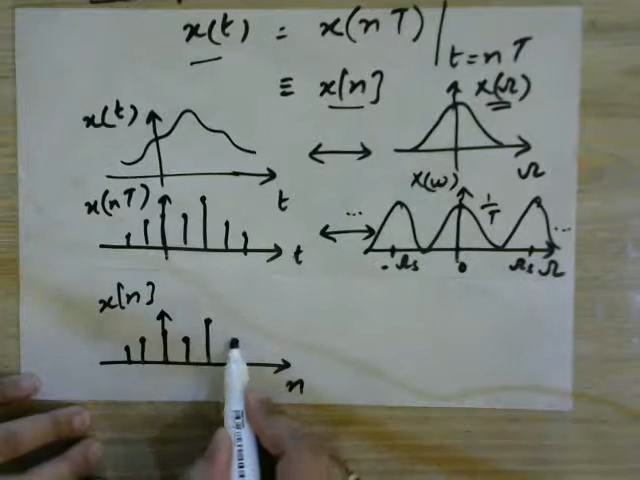 x(t) = x(nT)|t=nT
≡ x[n]
x(t) X(Ω)
t Ω
x(nT) X(ω) 1/T
... ...
t -Ωs 0 Ωs Ω
x[n]
n